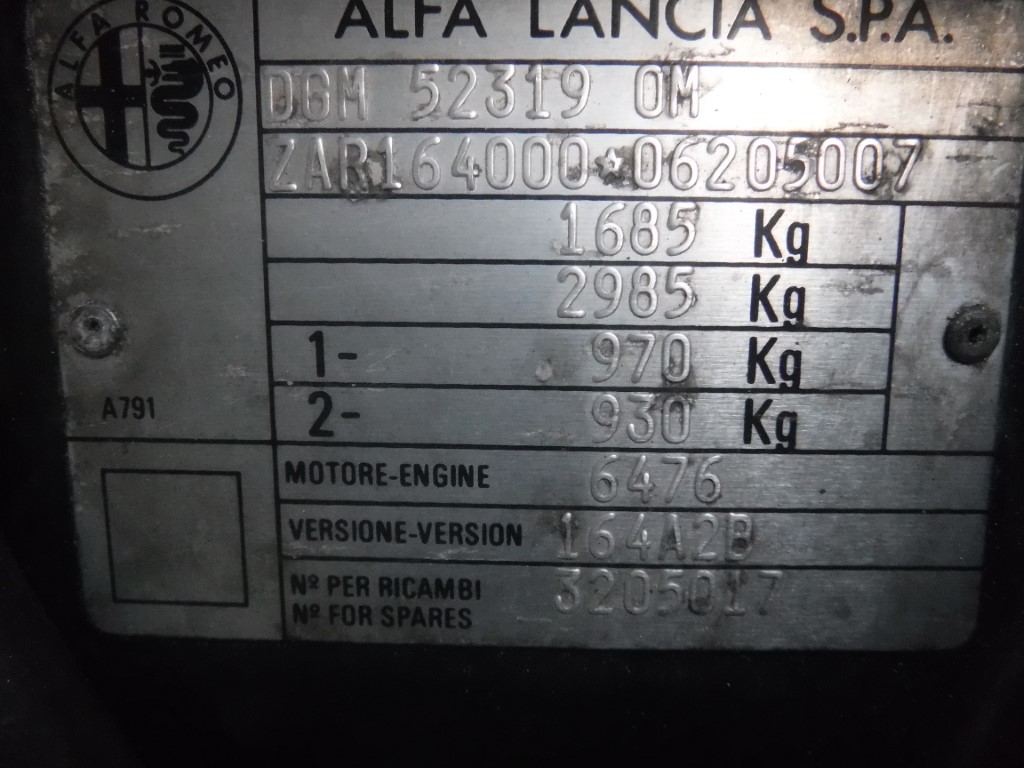 ALFA ROMEO
ALFA LANCIA S.P.A.
DGM 52319 OM
ZAR164000*06205007
1685 Kg
2985 Kg
1- 970 Kg
2- 930 Kg
A791
MOTORE-ENGINE 6476
VERSIONE-VERSION 164A2B
Nº PER RICAMBI 3205017
Nº FOR SPARES